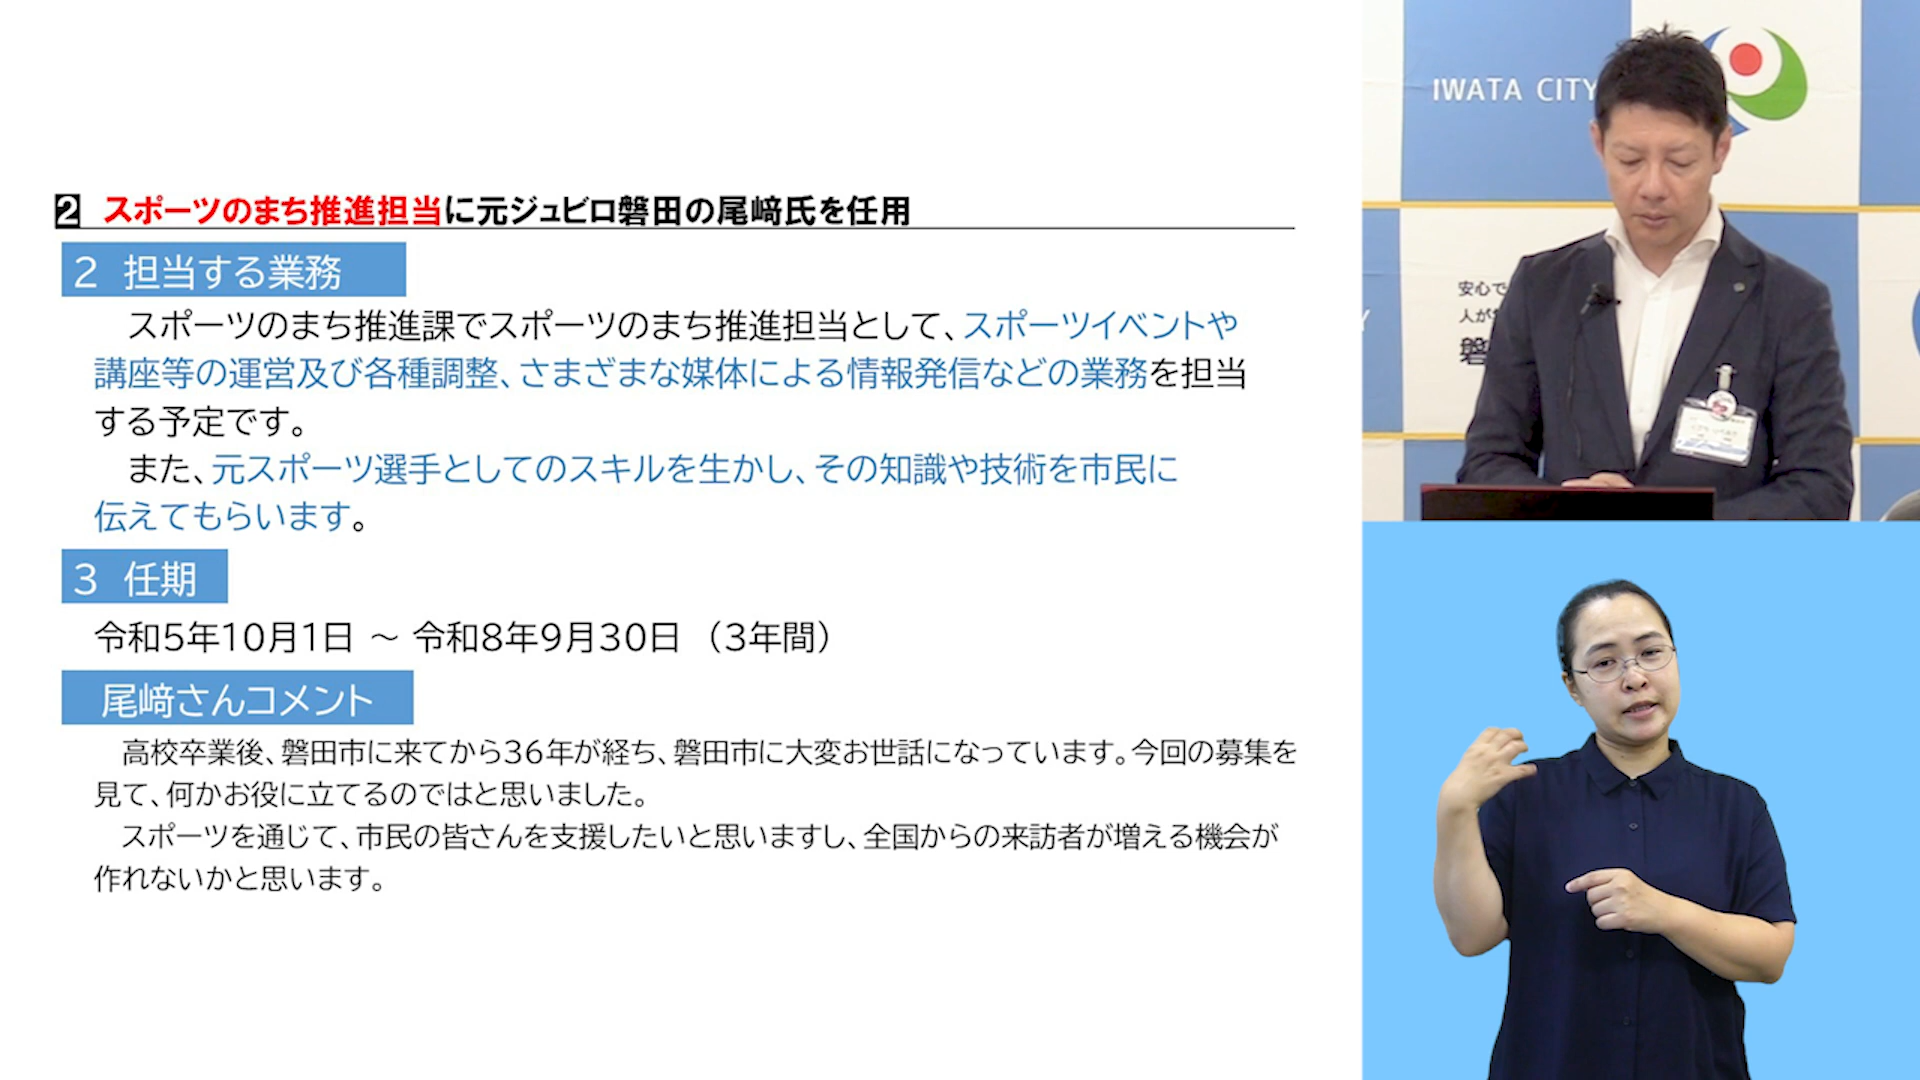 2 スポーツのまち推進担当に元ジュビロ磐田の尾﨑氏を任用
2 担当する業務
スポーツのまち推進課でスポーツのまち推進担当として、スポーツイベントや
講座等の運営及び各種調整、さまざまな媒体による情報発信などの業務を担当
する予定です。
また、元スポーツ選手としてのスキルを生かし、その知識や技術を市民に
伝えてもらいます。
3 任期
令和5年10月1日 ～ 令和8年9月30日 （3年間）
尾﨑さんコメント
高校卒業後、磐田市に来てから36年が経ち、磐田市に大変お世話になっています。今回の募集を
見て、何かお役に立てるのではと思いました。
スポーツを通じて、市民の皆さんを支援したいと思いますし、全国からの来訪者が増える機会が
作れないかと思います。
IWATA CITY
安心で
人が
磐
Y